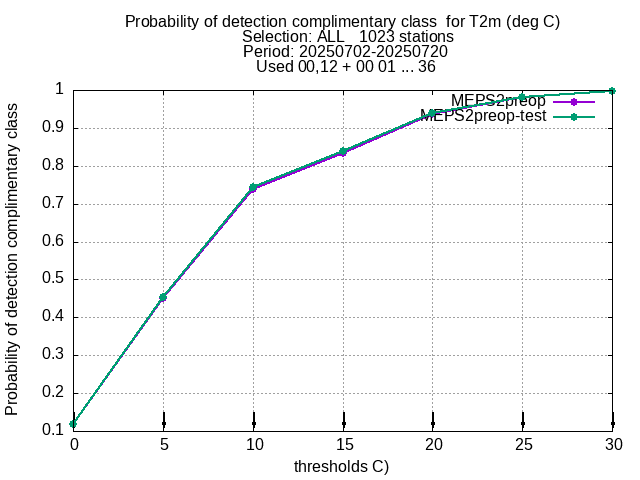 Probability of detection complimentary class  for T2m (deg C)
Selection: ALL   1023 stations
Period: 20250702-20250720
Used 00,12 + 00 01 ... 36
MEPS2preop
MEPS2preop-test
Probability of detection complimentary class
1
0.9
0.8
0.7
0.6
0.5
0.4
0.3
0.2
0.1
0 5 10 15 20 25 30
thresholds C)